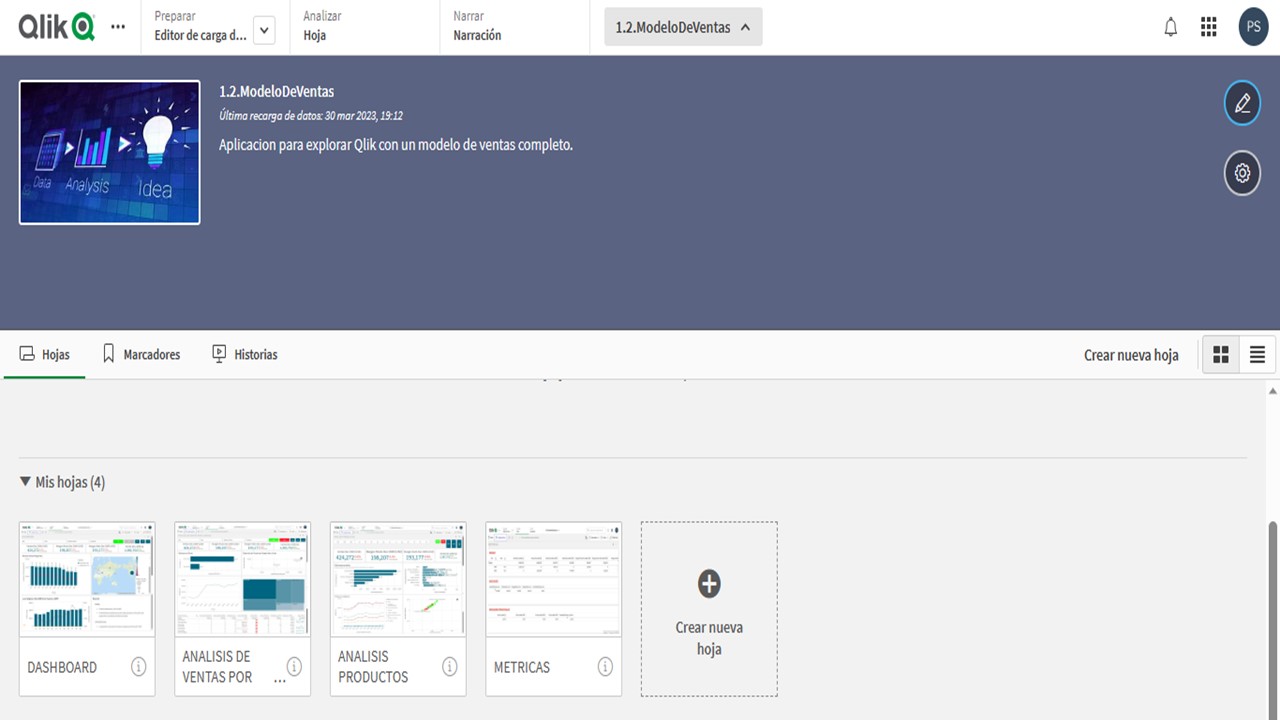 Qlik
Preparar
Editor de carga d...
Analizar
Hoja
Narrar
Narración
1.2.ModeloDeVentas
PS
Data
Analysis
Idea
1.2.ModeloDeVentas
Última recarga de datos: 30 mar 2023, 19:12
Aplicacion para explorar Qlik con un modelo de ventas completo.
Hojas
Marcadores
Historias
Crear nueva hoja
Mis hojas (4)
DASHBOARD
ANALISIS DE
VENTAS POR ...
ANALISIS
PRODUCTOS
METRICAS
Crear nueva
hoja